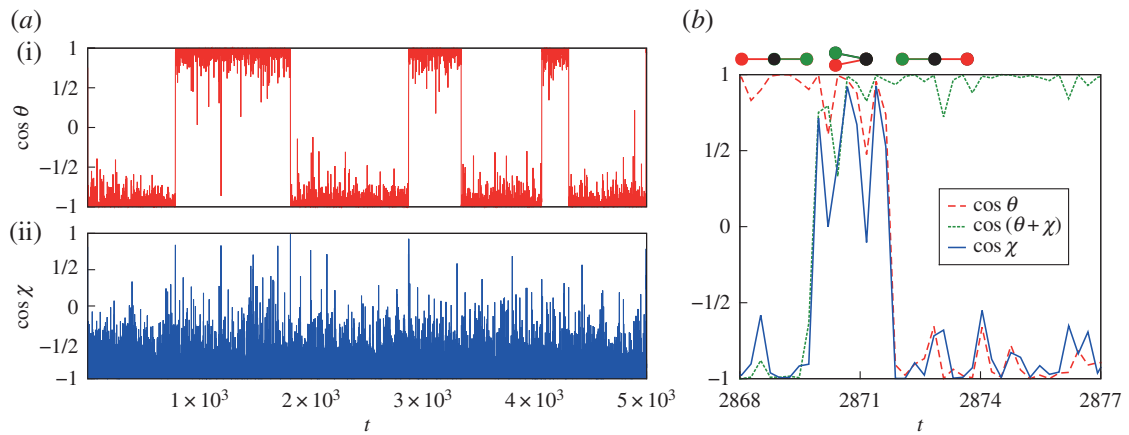 (a)
(i)
1
1/2
0
−1/2
−1
cos θ
(ii)
1
1/2
0
−1/2
−1
cos χ
1 × 10³ 2 × 10³ 3 × 10³ 4 × 10³ 5 × 10³
t
(b)
1
1/2
0
−1/2
−1
cos θ
cos (θ + χ)
cos χ
2868 2871 2874 2877
t